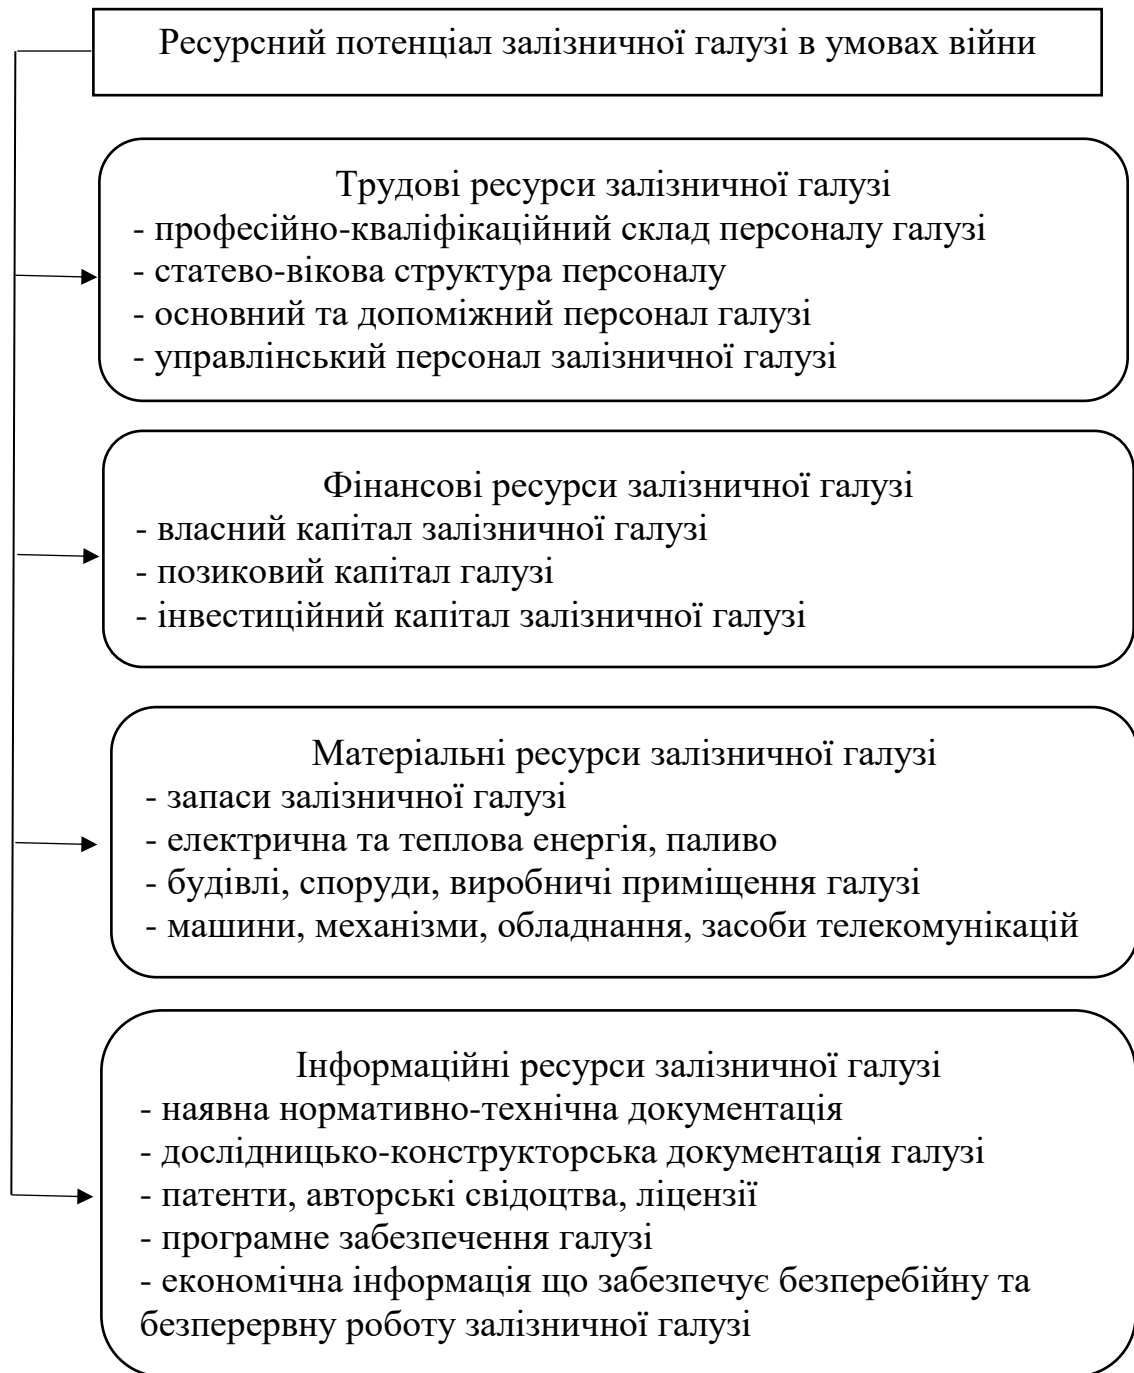 Ресурсний потенціал залізничної галузі в умовах війни
Трудові ресурси залізничної галузі
- професійно-кваліфікаційний склад персоналу галузі
- статево-вікова структура персоналу
- основний та допоміжний персонал галузі
- управлінський персонал залізничної галузі
Фінансові ресурси залізничної галузі
- власний капітал залізничної галузі
- позиковий капітал галузі
- інвестиційний капітал залізничної галузі
Матеріальні ресурси залізничної галузі
- запаси залізничної галузі
- електрична та теплова енергія, паливо
- будівлі, споруди, виробничі приміщення галузі
- машини, механізми, обладнання, засоби телекомунікацій
Інформаційні ресурси залізничної галузі
- наявна нормативно-технічна документація
- дослідницько-конструкторська документація галузі
- патенти, авторські свідоцтва, ліцензії
- програмне забезпечення галузі
- економічна інформація що забезпечує безперебійну та
безперервну роботу залізничної галузі